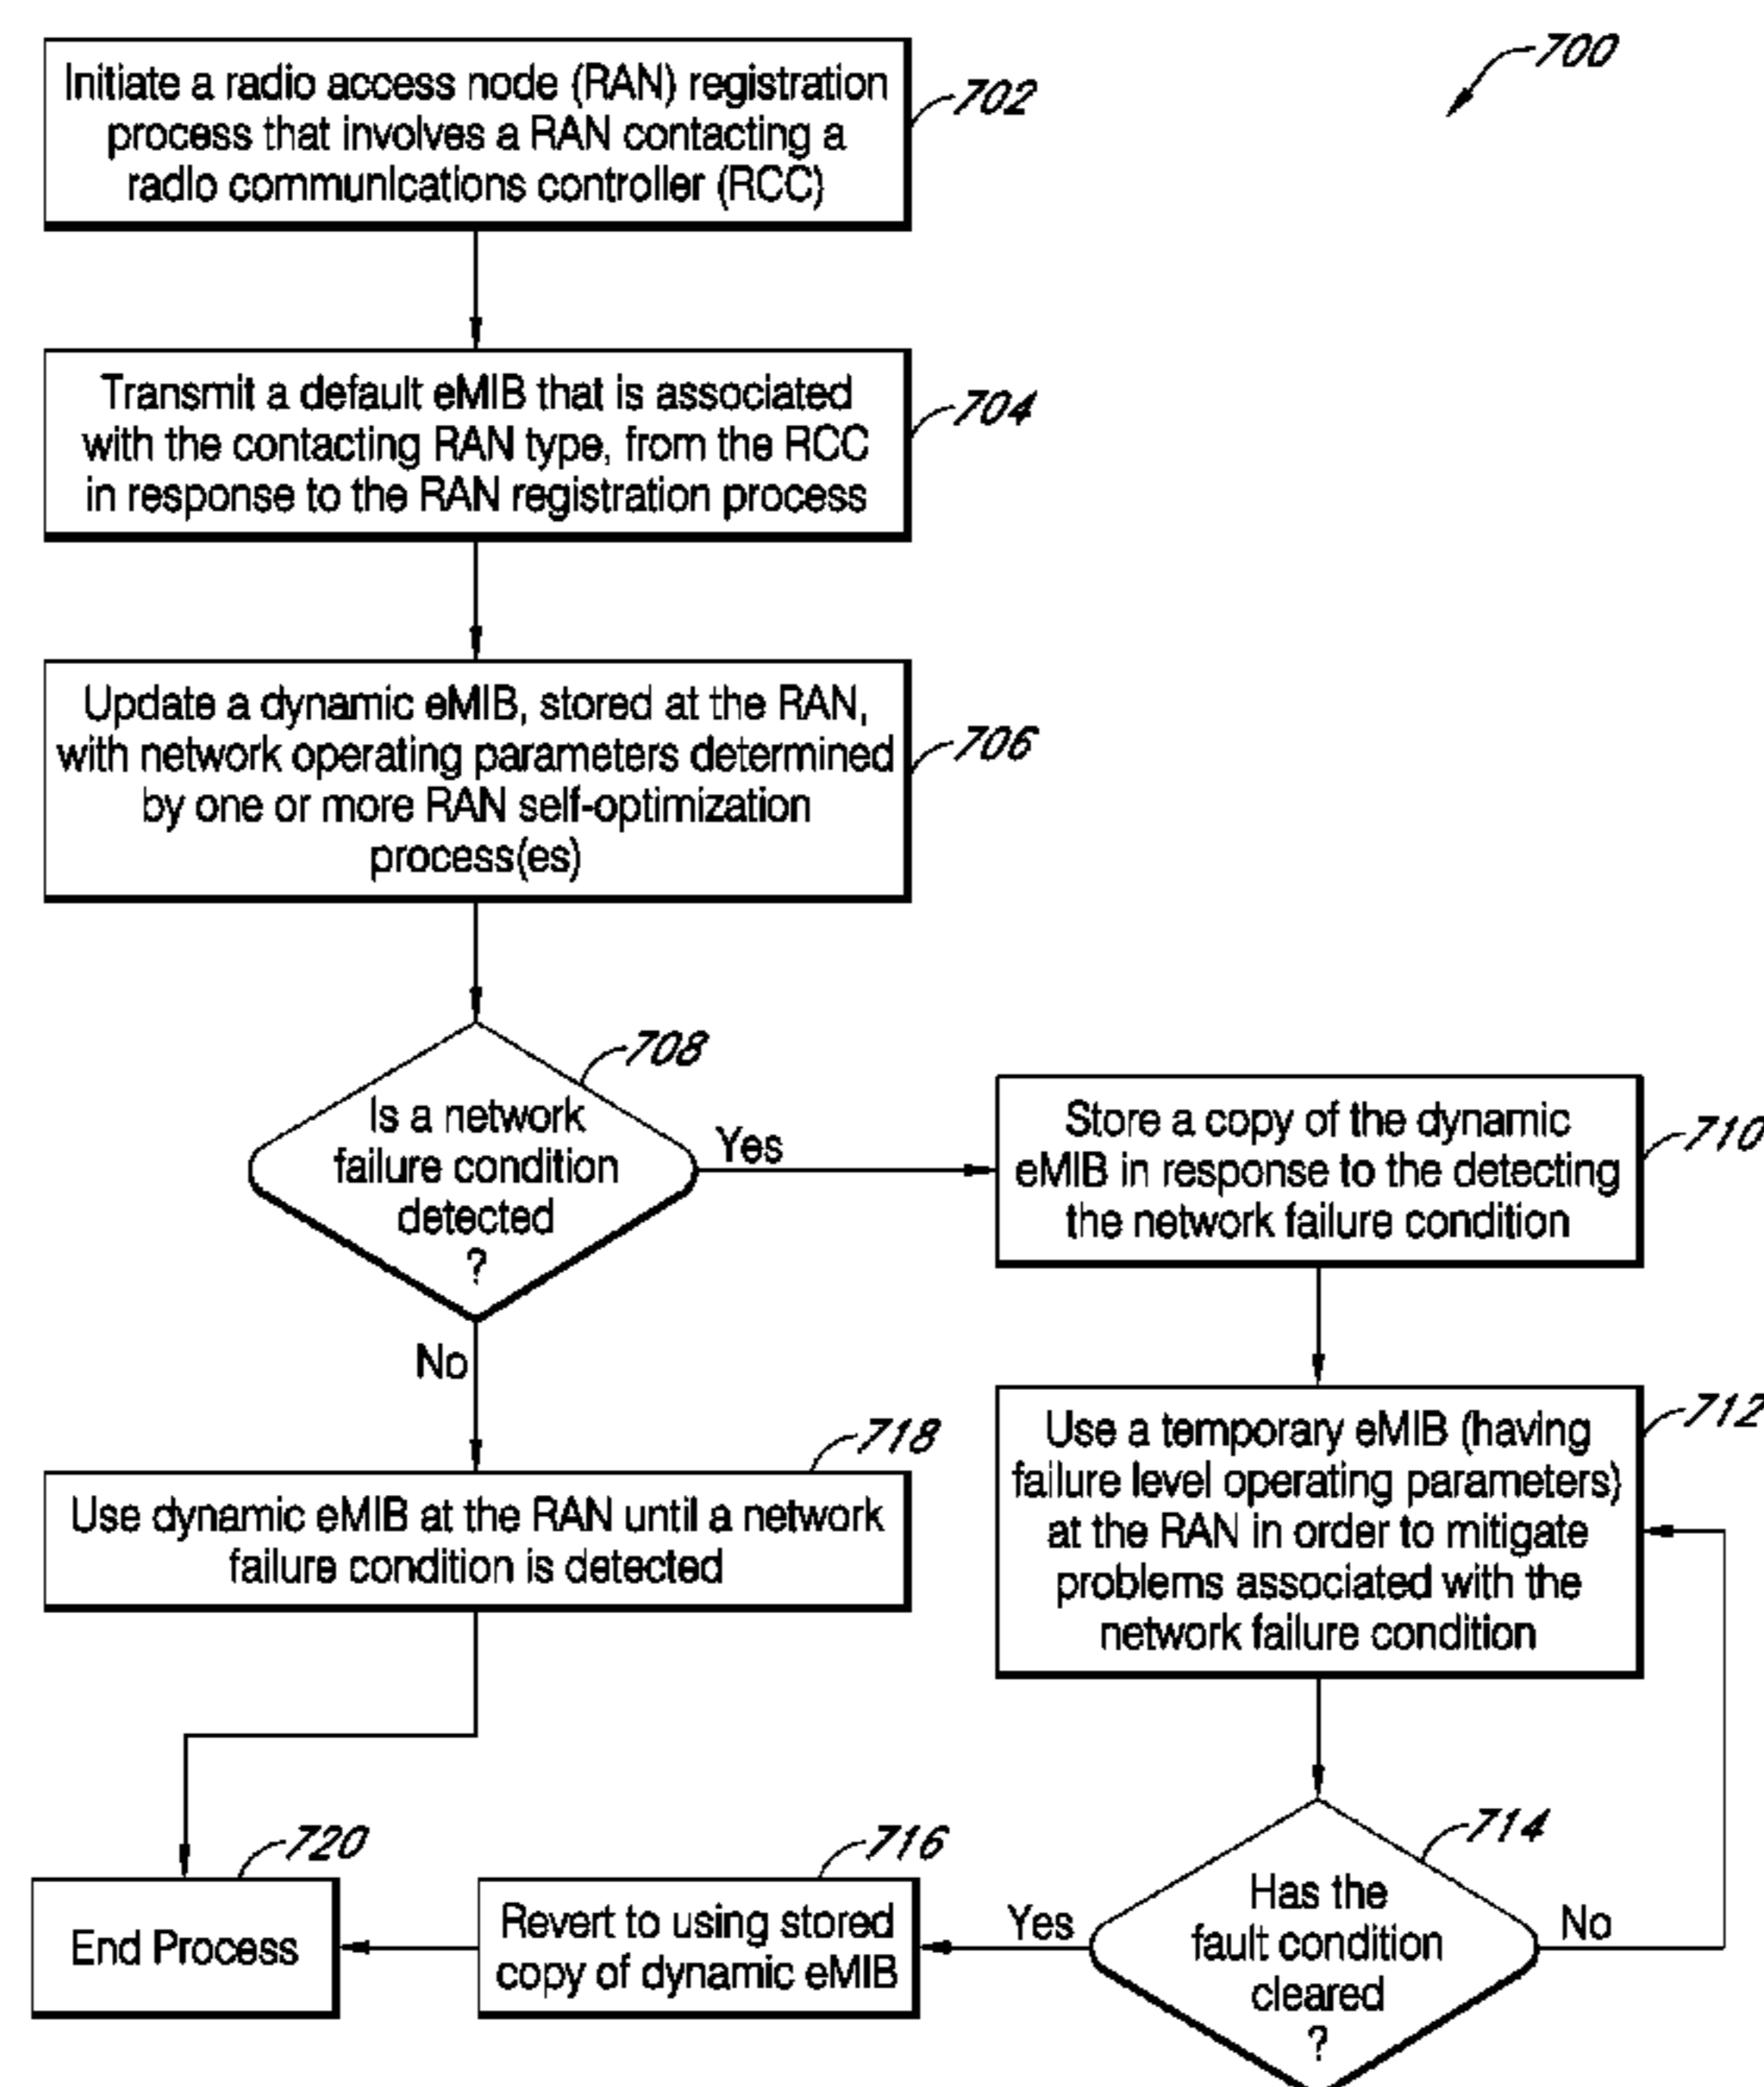 700
Initiate a radio access node (RAN) registration
process that involves a RAN contacting a
radio communications controller (RCC)
702
Transmit a default eMIB that is associated
with the contacting RAN type, from the RCC
in response to the RAN registration process
704
Update a dynamic eMIB, stored at the RAN,
with network operating parameters determined
by one or more RAN self-optimization
process(es)
706
708
Is a network
failure condition
detected
?
Yes
No
Store a copy of the dynamic
eMIB in response to the detecting
the network failure condition
710
Use a temporary eMIB (having
failure level operating parameters)
at the RAN in order to mitigate
problems associated with the
network failure condition
712
718
Use dynamic eMIB at the RAN until a network
failure condition is detected
714
Has the
fault condition
cleared
?
Yes
No
716
Revert to using stored
copy of dynamic eMIB
720
End Process